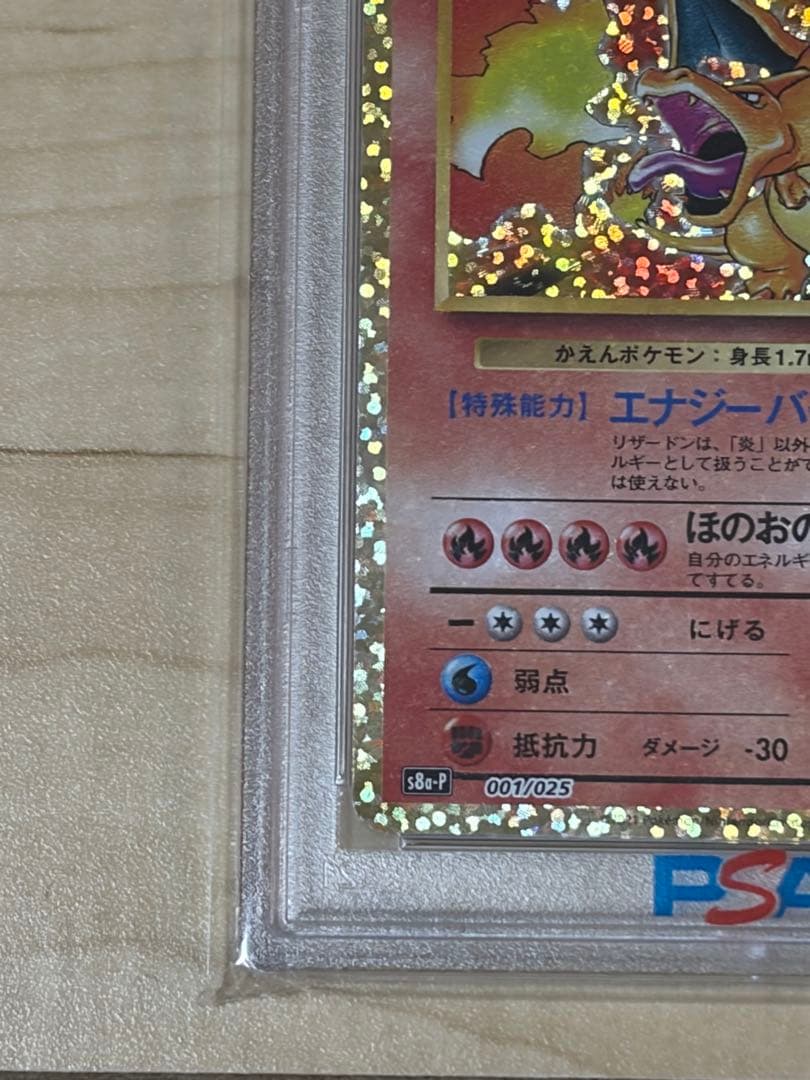 かえんポケモン：身長1.7m
【特殊能力】 エナジーバ
リザードンは、「炎」以外
ルギーとして扱うことがで
は使えない。
ほのおの
自分のエネルギ
てすてる。
にげる
弱点
抵抗力 ダメージ -30
s8a-P 001/025
PSA